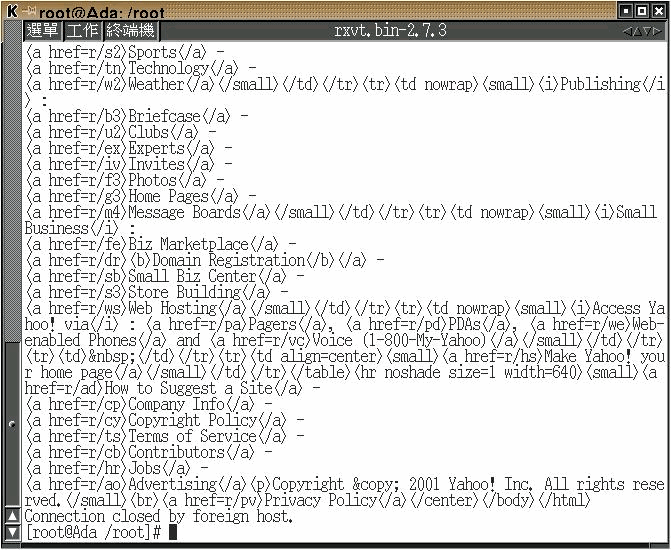 root@Ada: /root
選單 工作 終端機 rxvt.bin-2.7.3
<a href=r/s2>Sports</a> -
<a href=r/tn>Technology</a> -
<a href=r/w2>Weather</a></small></td></tr><tr><td nowrap><small><i>Publishing</i
> :
<a href=r/b3>Briefcase</a> -
<a href=r/u2>Clubs</a> -
<a href=r/ex>Experts</a> -
<a href=r/iv>Invites</a> -
<a href=r/f3>Photos</a> -
<a href=r/g3>Home Pages</a> -
<a href=r/m4>Message Boards</a></small></td></tr><tr><td nowrap><small><i>Small
Business</i> :
<a href=r/fe>Biz Marketplace</a> -
<a href=r/dr><b>Domain Registration</b></a> -
<a href=r/sb>Small Biz Center</a> -
<a href=r/s3>Store Building</a> -
<a href=r/ws>Web Hosting</a></small></td></tr><tr><td nowrap><small><i>Access Ya
hoo! via</i> : <a href=r/pa>Pagers</a>, <a href=r/pd>PDAs</a>, <a href=r/we>Web-
enabled Phones</a> and <a href=r/vc>Voice (1-800-My-Yahoo)</a></small></td></tr>
<tr><td>&nbsp;</td></tr><tr><td align=center><small><a href=r/hs>Make Yahoo! you
r home page</a></small></td></tr></table><hr noshade size=1 width=640><small><a
href=r/ad>How to Suggest a Site</a> -
<a href=r/cp>Company Info</a> -
<a href=r/cy>Copyright Policy</a> -
<a href=r/ts>Terms of Service</a> -
<a href=r/cb>Contributors</a> -
<a href=r/hr>Jobs</a> -
<a href=r/ao>Advertising</a><p>Copyright &copy; 2001 Yahoo! Inc. All rights rese
rved.</small><br><a href=r/pv>Privacy Policy</a></center></body></html>
Connection closed by foreign host.
[root@Ada /root]#